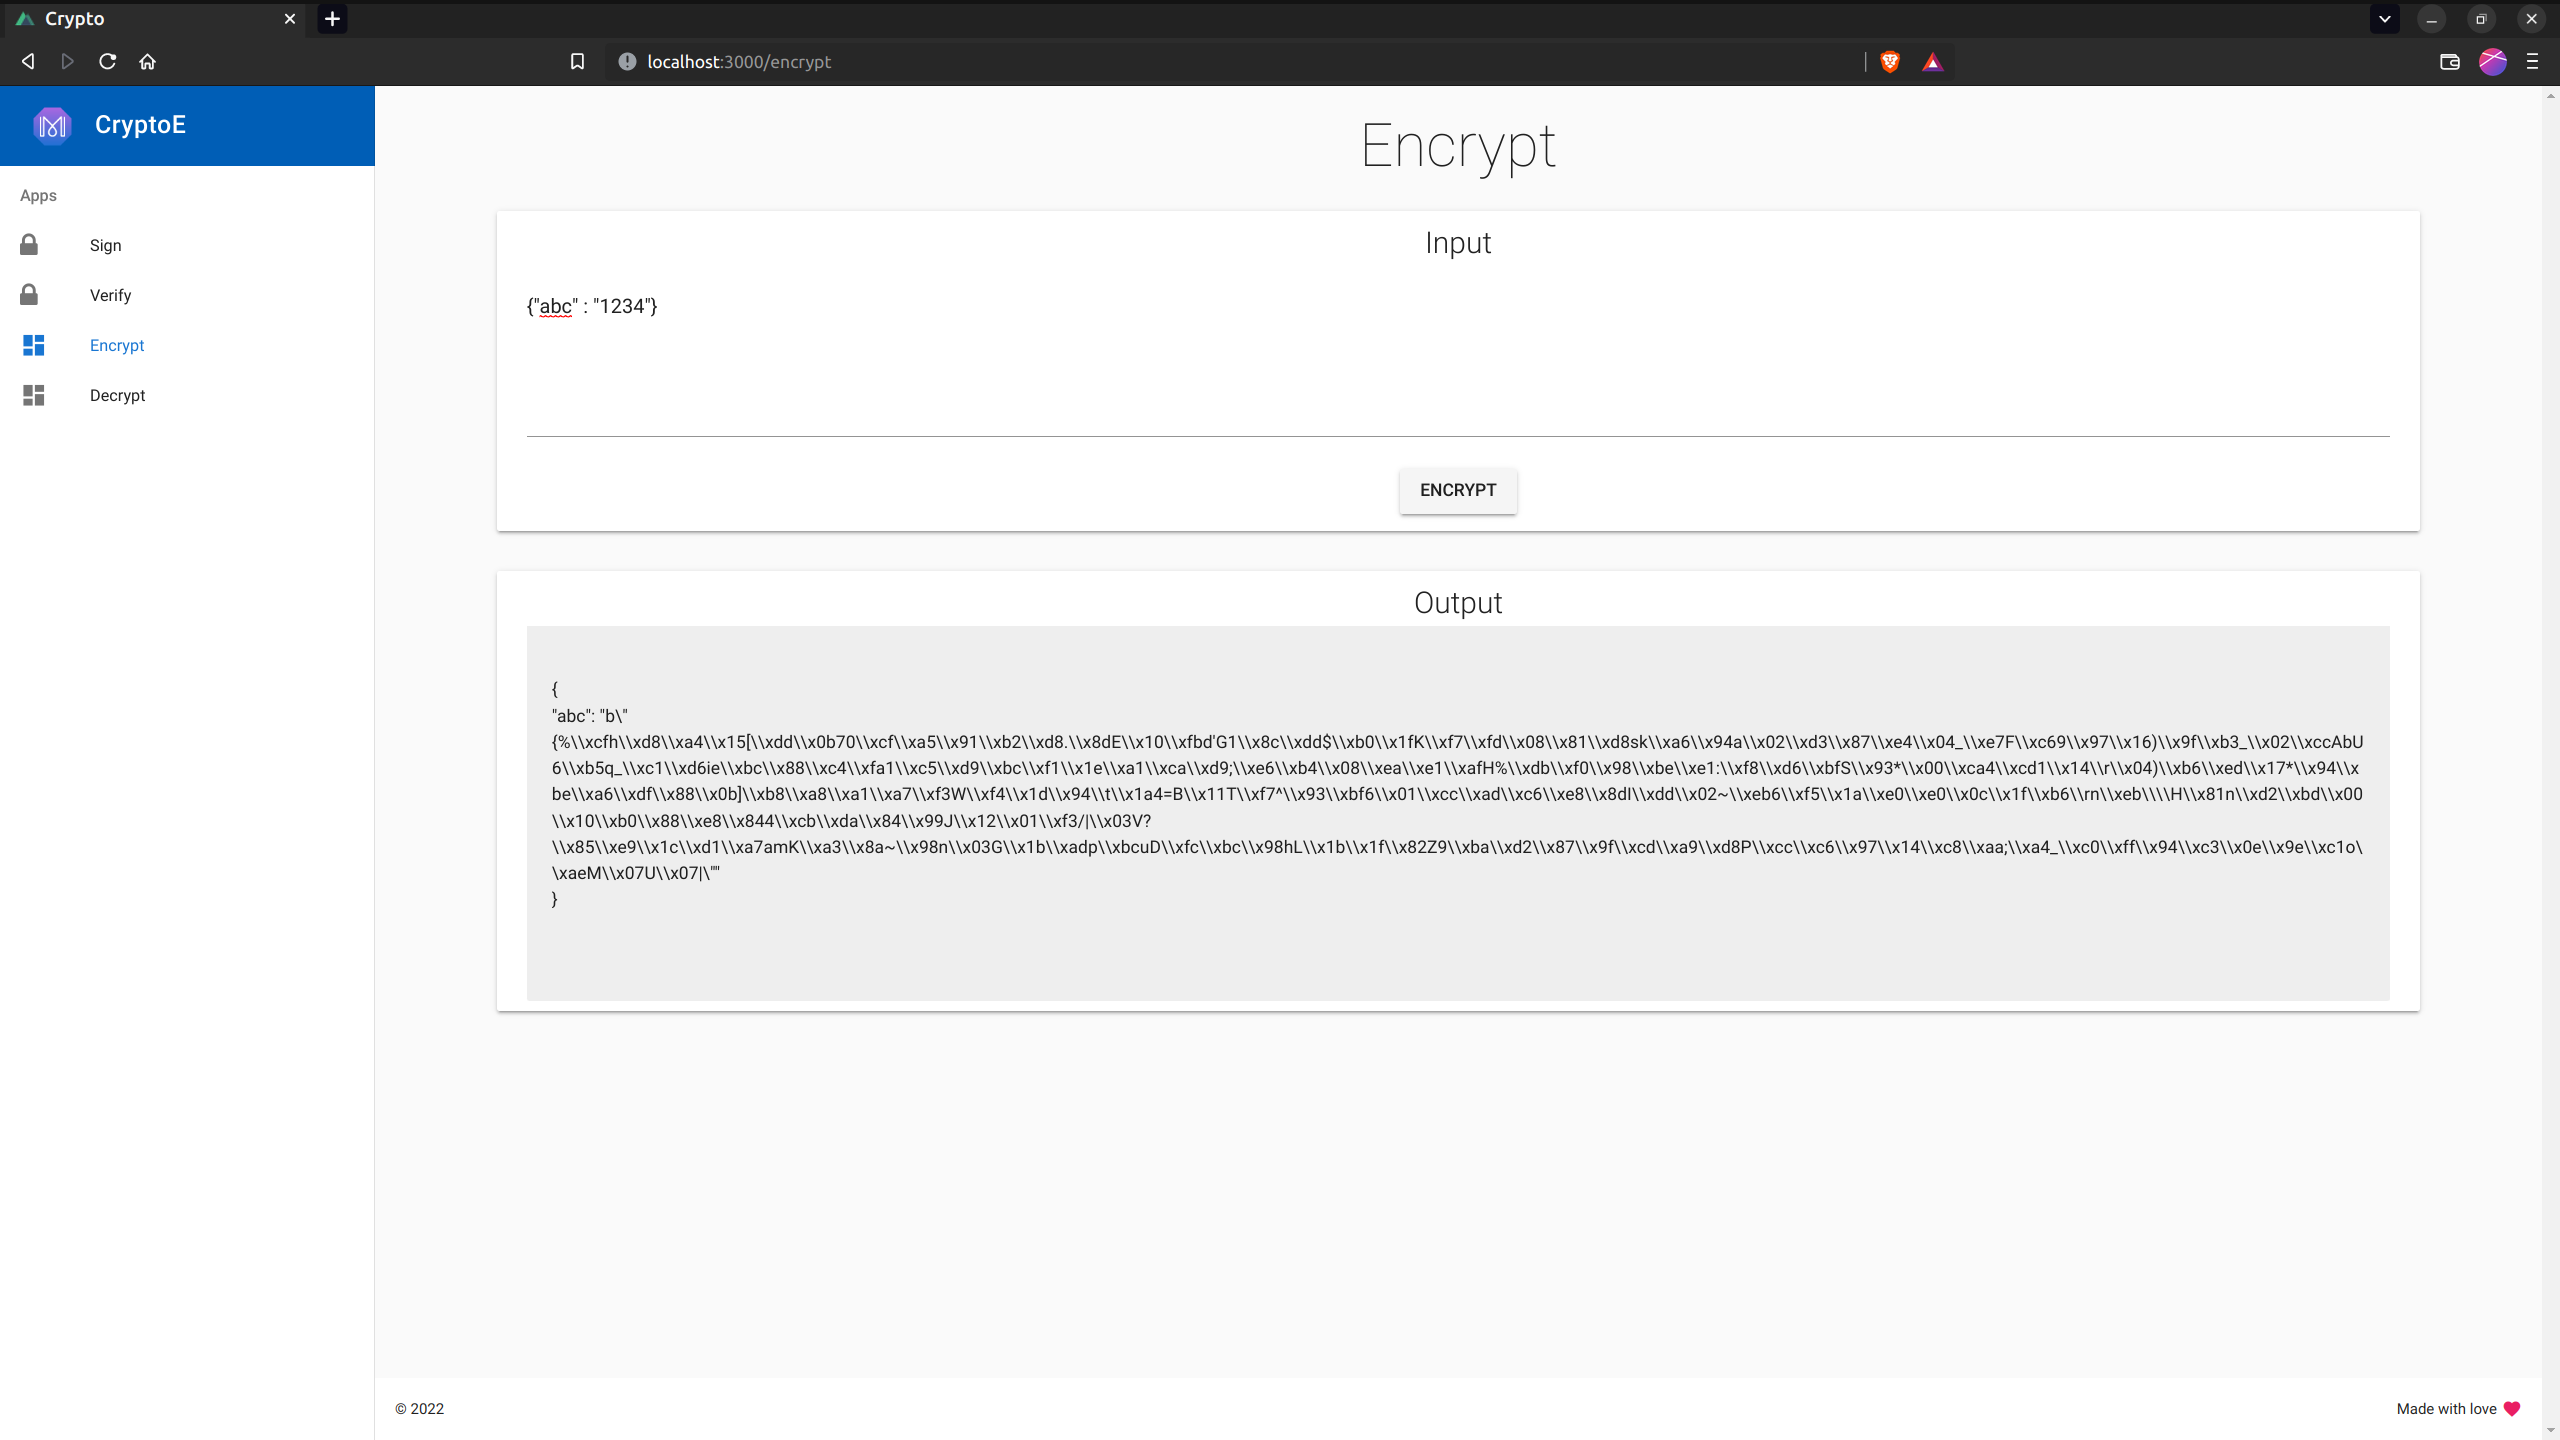 Crypto
localhost:3000/encrypt
CryptoE
Apps
Sign
Verify
Encrypt
Decrypt
Encrypt
Input
{"abc" : "1234"}
ENCRYPT
Output
{
"abc": "b\"
{%\\xcfh\\xd8\\xa4\\x15[\\xdd\\x0b70\\xcf\\xa5\\x91\\xb2\\xd8.\\x8dE\\x10\\xfbd'G1\\x8c\\xdd$\\xb0\\x1fK\\xf7\\xfd\\x08\\x81\\xd8sk\\xa6\\x94a\\x02\\xd3\\x87\\xe4\\x04_\\xe7F\\xc69\\x97\\x16)\\x9f\\xb3_\\x02\\xccAbU
6\\xb5q_\\xc1\\xd6ie\\xbc\\x88\\xc4\\xfa1\\xc5\\xd9\\xbc\\xf1\\x1e\\xa1\\xca\\xd9;\\xe6\\xb4\\x08\\xea\\xe1\\xafH%\\xdb\\xf0\\x98\\xbe\\xe1:\\xf8\\xd6\\xbfS\\x93*\\x00\\xca4\\xcd1\\x14\\r\\x04)\\xb6\\xed\\x17*\\x94\\x
be\\xa6\\xdf\\x88\\x0b]\\xb8\\xa8\\xa1\\xa7\\xf3W\\xf4\\x1d\\x94\\t\\x1a4=B\\x11T\\xf7^\\x93\\xbf6\\x01\\xcc\\xad\\xc6\\xe8\\x8dI\\xdd\\x02~\\xeb6\\xf5\\x1a\\xe0\\xe0\\x0c\\x1f\\xb6\\rn\\xeb\\\\H\\x81n\\xd2\\xbd\\x00
\\x10\\xb0\\x88\\xe8\\x844\\xcb\\xda\\x84\\x99J\\x12\\x01\\xf3/|\\x03V?
\\x85\\xe9\\x1c\\xd1\\xa7amK\\xa3\\x8a~\\x98n\\x03G\\x1b\\xadp\\xbcuD\\xfc\\xbc\\x98hL\\x1b\\x1f\\x82Z9\\xba\\xd2\\x87\\x9f\\xcd\\xa9\\xd8P\\xcc\\xc6\\x97\\x14\\xc8\\xaa;\\xa4_\\xc0\\xff\\x94\\xc3\\x0e\\x9e\\xc1o\
\xaeM\\x07U\\x07|\""
}
© 2022
Made with love